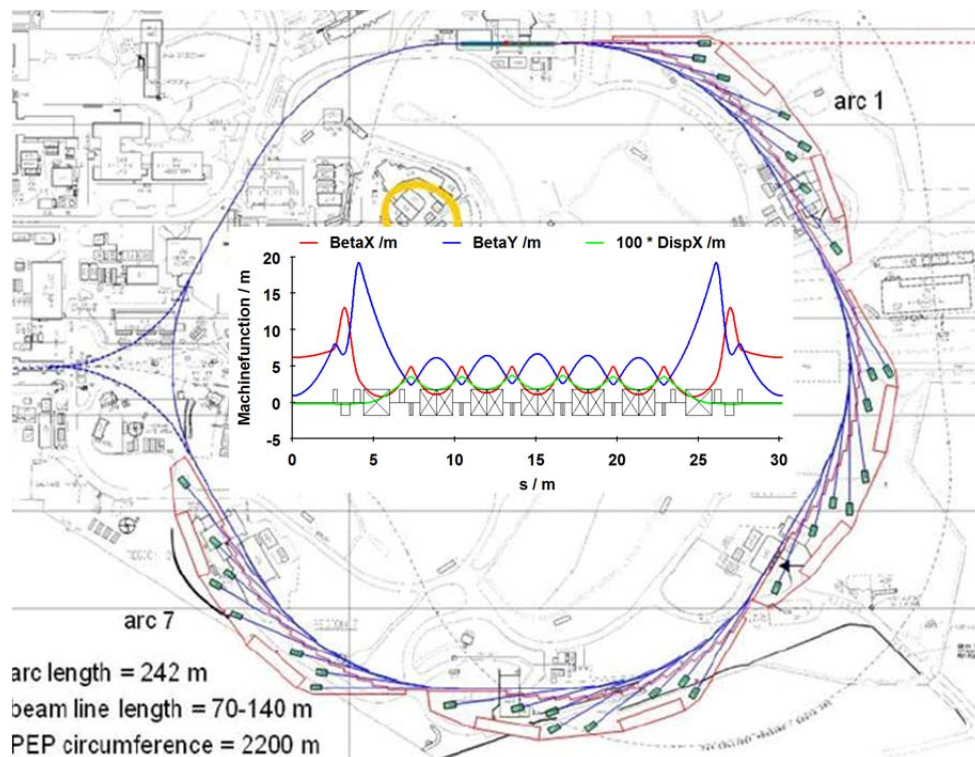 arc 1
BetaX /m BetaY /m 100 * DispX /m
20
15
10
5
0
-5
Machinefunction / m
0 5 10 15 20 25 30
s / m
arc 7
arc length = 242 m
beam line length = 70-140 m
PEP circumference = 2200 m